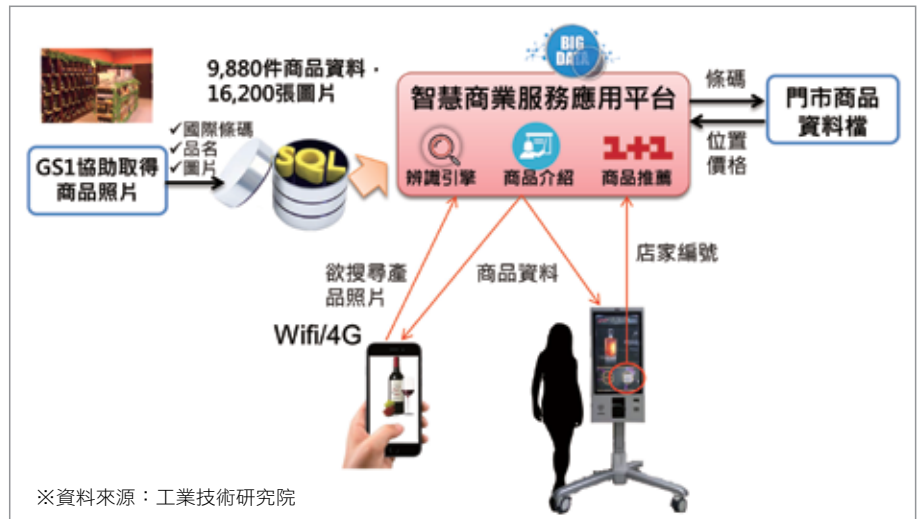 BIG
DATA
9,880件商品資料，
16,200張圖片
✓國際條碼
✓品名
✓圖片
GS1協助取得
商品照片
SQL
智慧商業服務應用平台
辨識引擎
商品介紹
1+1
商品推薦
條碼
位置
價格
門市商品
資料檔
欲搜尋產
品照片
商品資料
店家編號
Wifi/4G
※資料來源：工業技術研究院